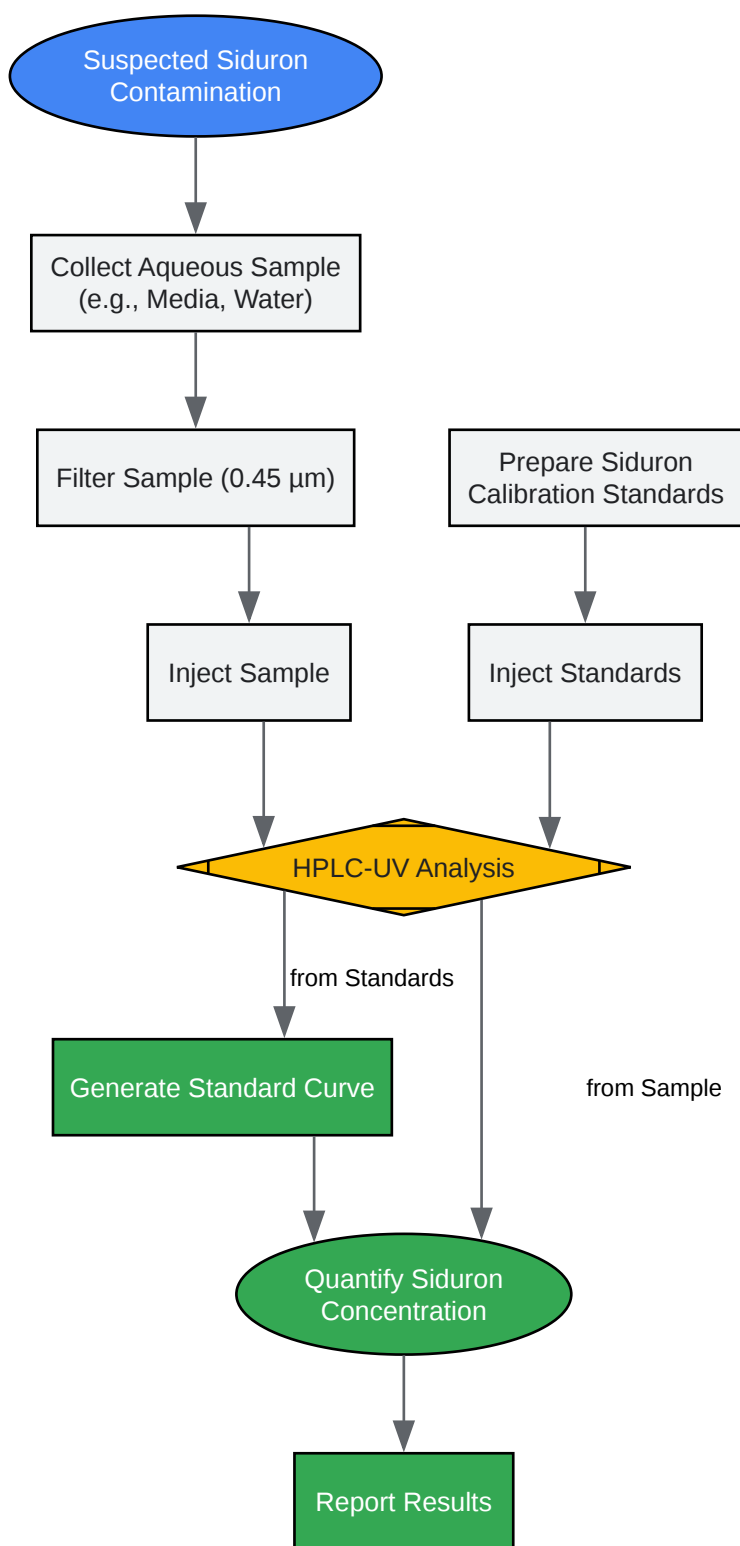 Suspected Siduron
Contamination
Collect Aqueous Sample
(e.g., Media, Water)
Filter Sample (0.45 µm)
Prepare Siduron
Calibration Standards
Inject Sample
Inject Standards
HPLC-UV Analysis
from Standards
Generate Standard Curve
from Sample
Quantify Siduron
Concentration
Report Results